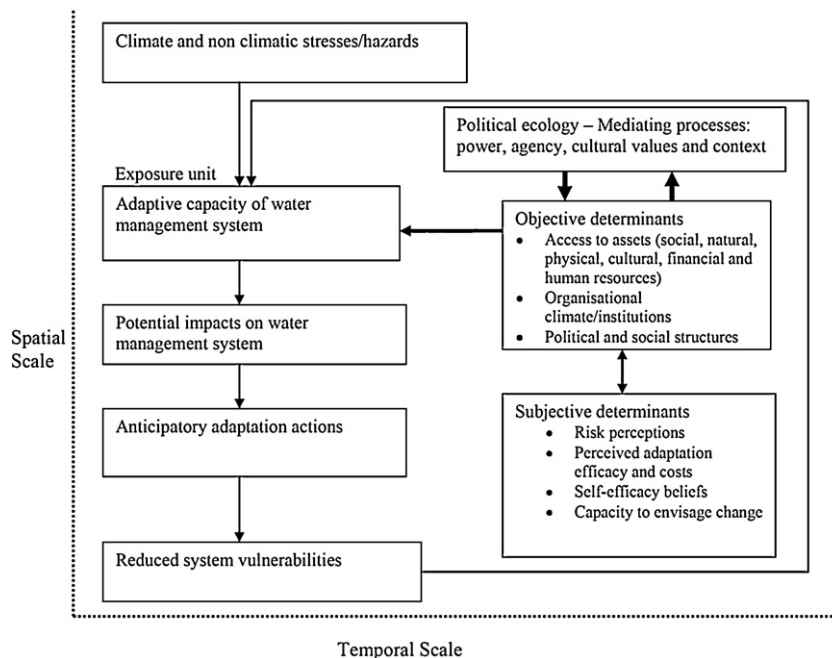 Climate and non climatic stresses/hazards
Political ecology – Mediating processes:
power, agency, cultural values and context
Exposure unit
Adaptive capacity of water
management system
Objective determinants
• Access to assets (social, natural,
physical, cultural, financial and
human resources)
• Organisational
climate/institutions
• Political and social structures
Potential impacts on water
management system
Spatial
Scale
Anticipatory adaptation actions
Subjective determinants
• Risk perceptions
• Perceived adaptation
efficacy and costs
• Self-efficacy beliefs
• Capacity to envisage change
Reduced system vulnerabilities
Temporal Scale